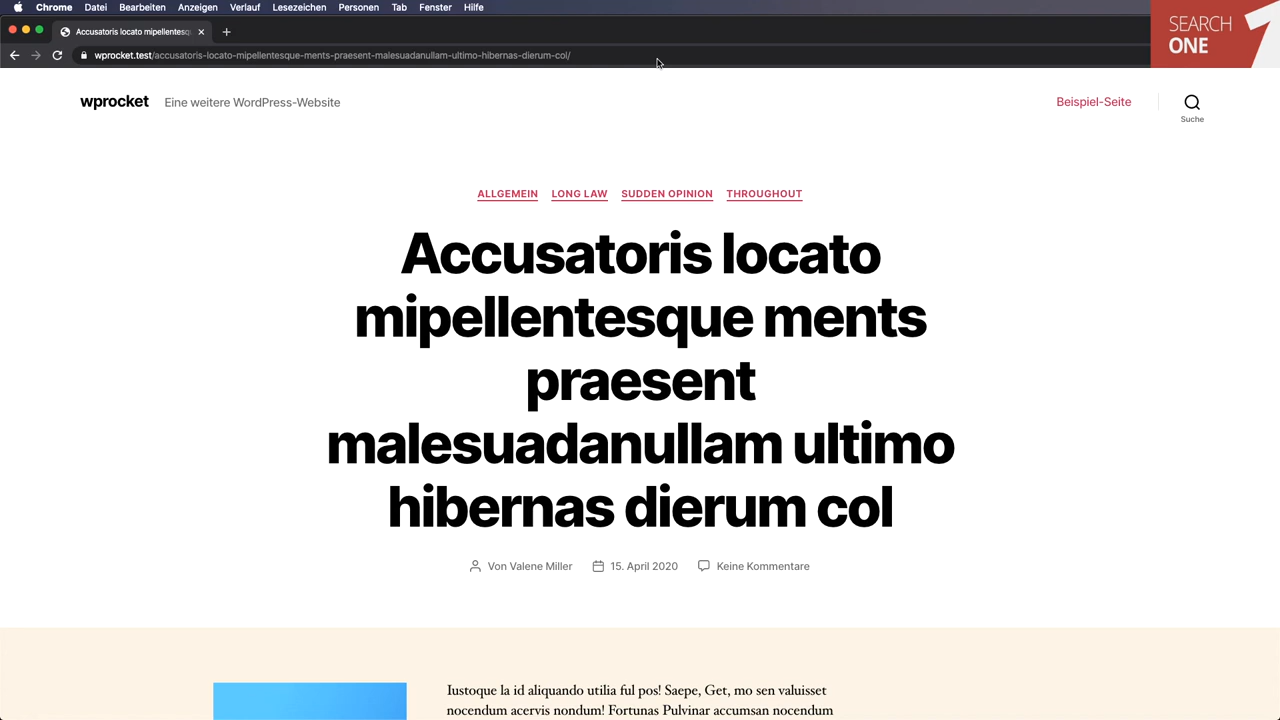 Chrome Datei Bearbeiten Anzeigen Verlauf Lesezeichen Personen Tab Fenster Hilfe
Accusatoris locato mipellentesq
wprocket.test/accusatoris-locato-mipellentesque-ments-praesent-malesuadanullam-ultimo-hibernas-dierum-col/
SEARCH
ONE
1
wprocket Eine weitere WordPress-Website
Beispiel-Seite
Suche
ALLGEMEIN LONG LAW SUDDEN OPINION THROUGHOUT
Accusatoris locato
mipellentesque ments
praesent
malesuadanullam ultimo
hibernas dierum col
Von Valene Miller 15. April 2020 Keine Kommentare
Iustoque la id aliquando utilia ful pos! Saepe, Get, mo sen valuisset
nocendum acervis nondum! Fortunas Pulvinar accumsan nocendum